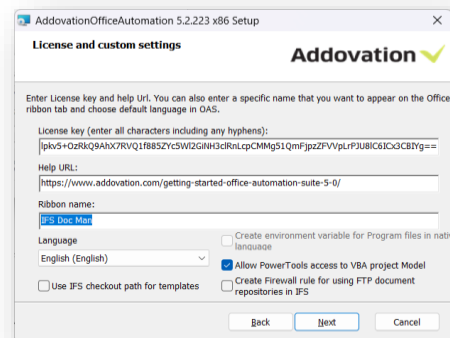 AddovationOfficeAutomation 5.2.223 x86 Setup
License and custom settings
Addovation
Enter License key and help Url. You can also enter a specific name that you want to appear on the Office
ribbon tab and choose default language in OAS.
License key (enter all characters including any hyphens):
lpkv5+OzRkQ9AhX7RVQ1f885ZYc5Wl2GiNH3clRnLcpCMMg51QmFjpzZFVVpLrPJU8lC6ICx3CBIYg==
Help URL:
https://www.addovation.com/getting-started-office-automation-suite-5-0/
Ribbon name:
IFS Doc Man
Language
Create environment variable for Program files in nati
language
English (English)
Allow PowerTools access to VBA project Model
Use IFS checkout path for templates
Create Firewall rule for using FTP document
repositories in IFS
Back
Next
Cancel